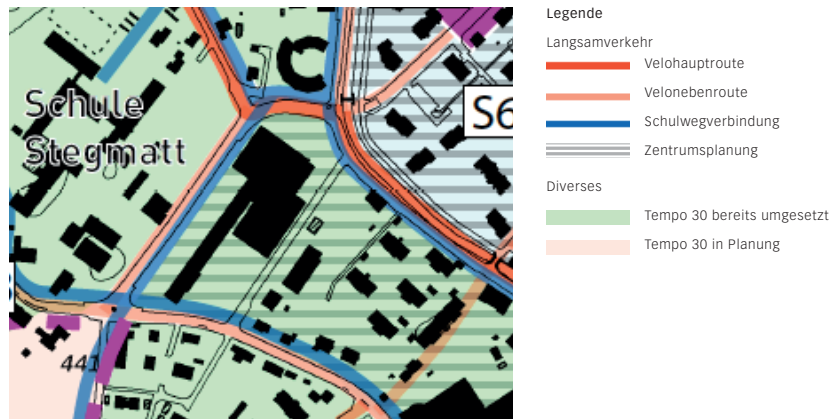 Schule
Stegmatt
S6
441
Legende
Langsamverkehr
Velohauptroute
Velonebenroute
Schulwegverbindung
Zentrumsplanung
Diverses
Tempo 30 bereits umgesetzt
Tempo 30 in Planung